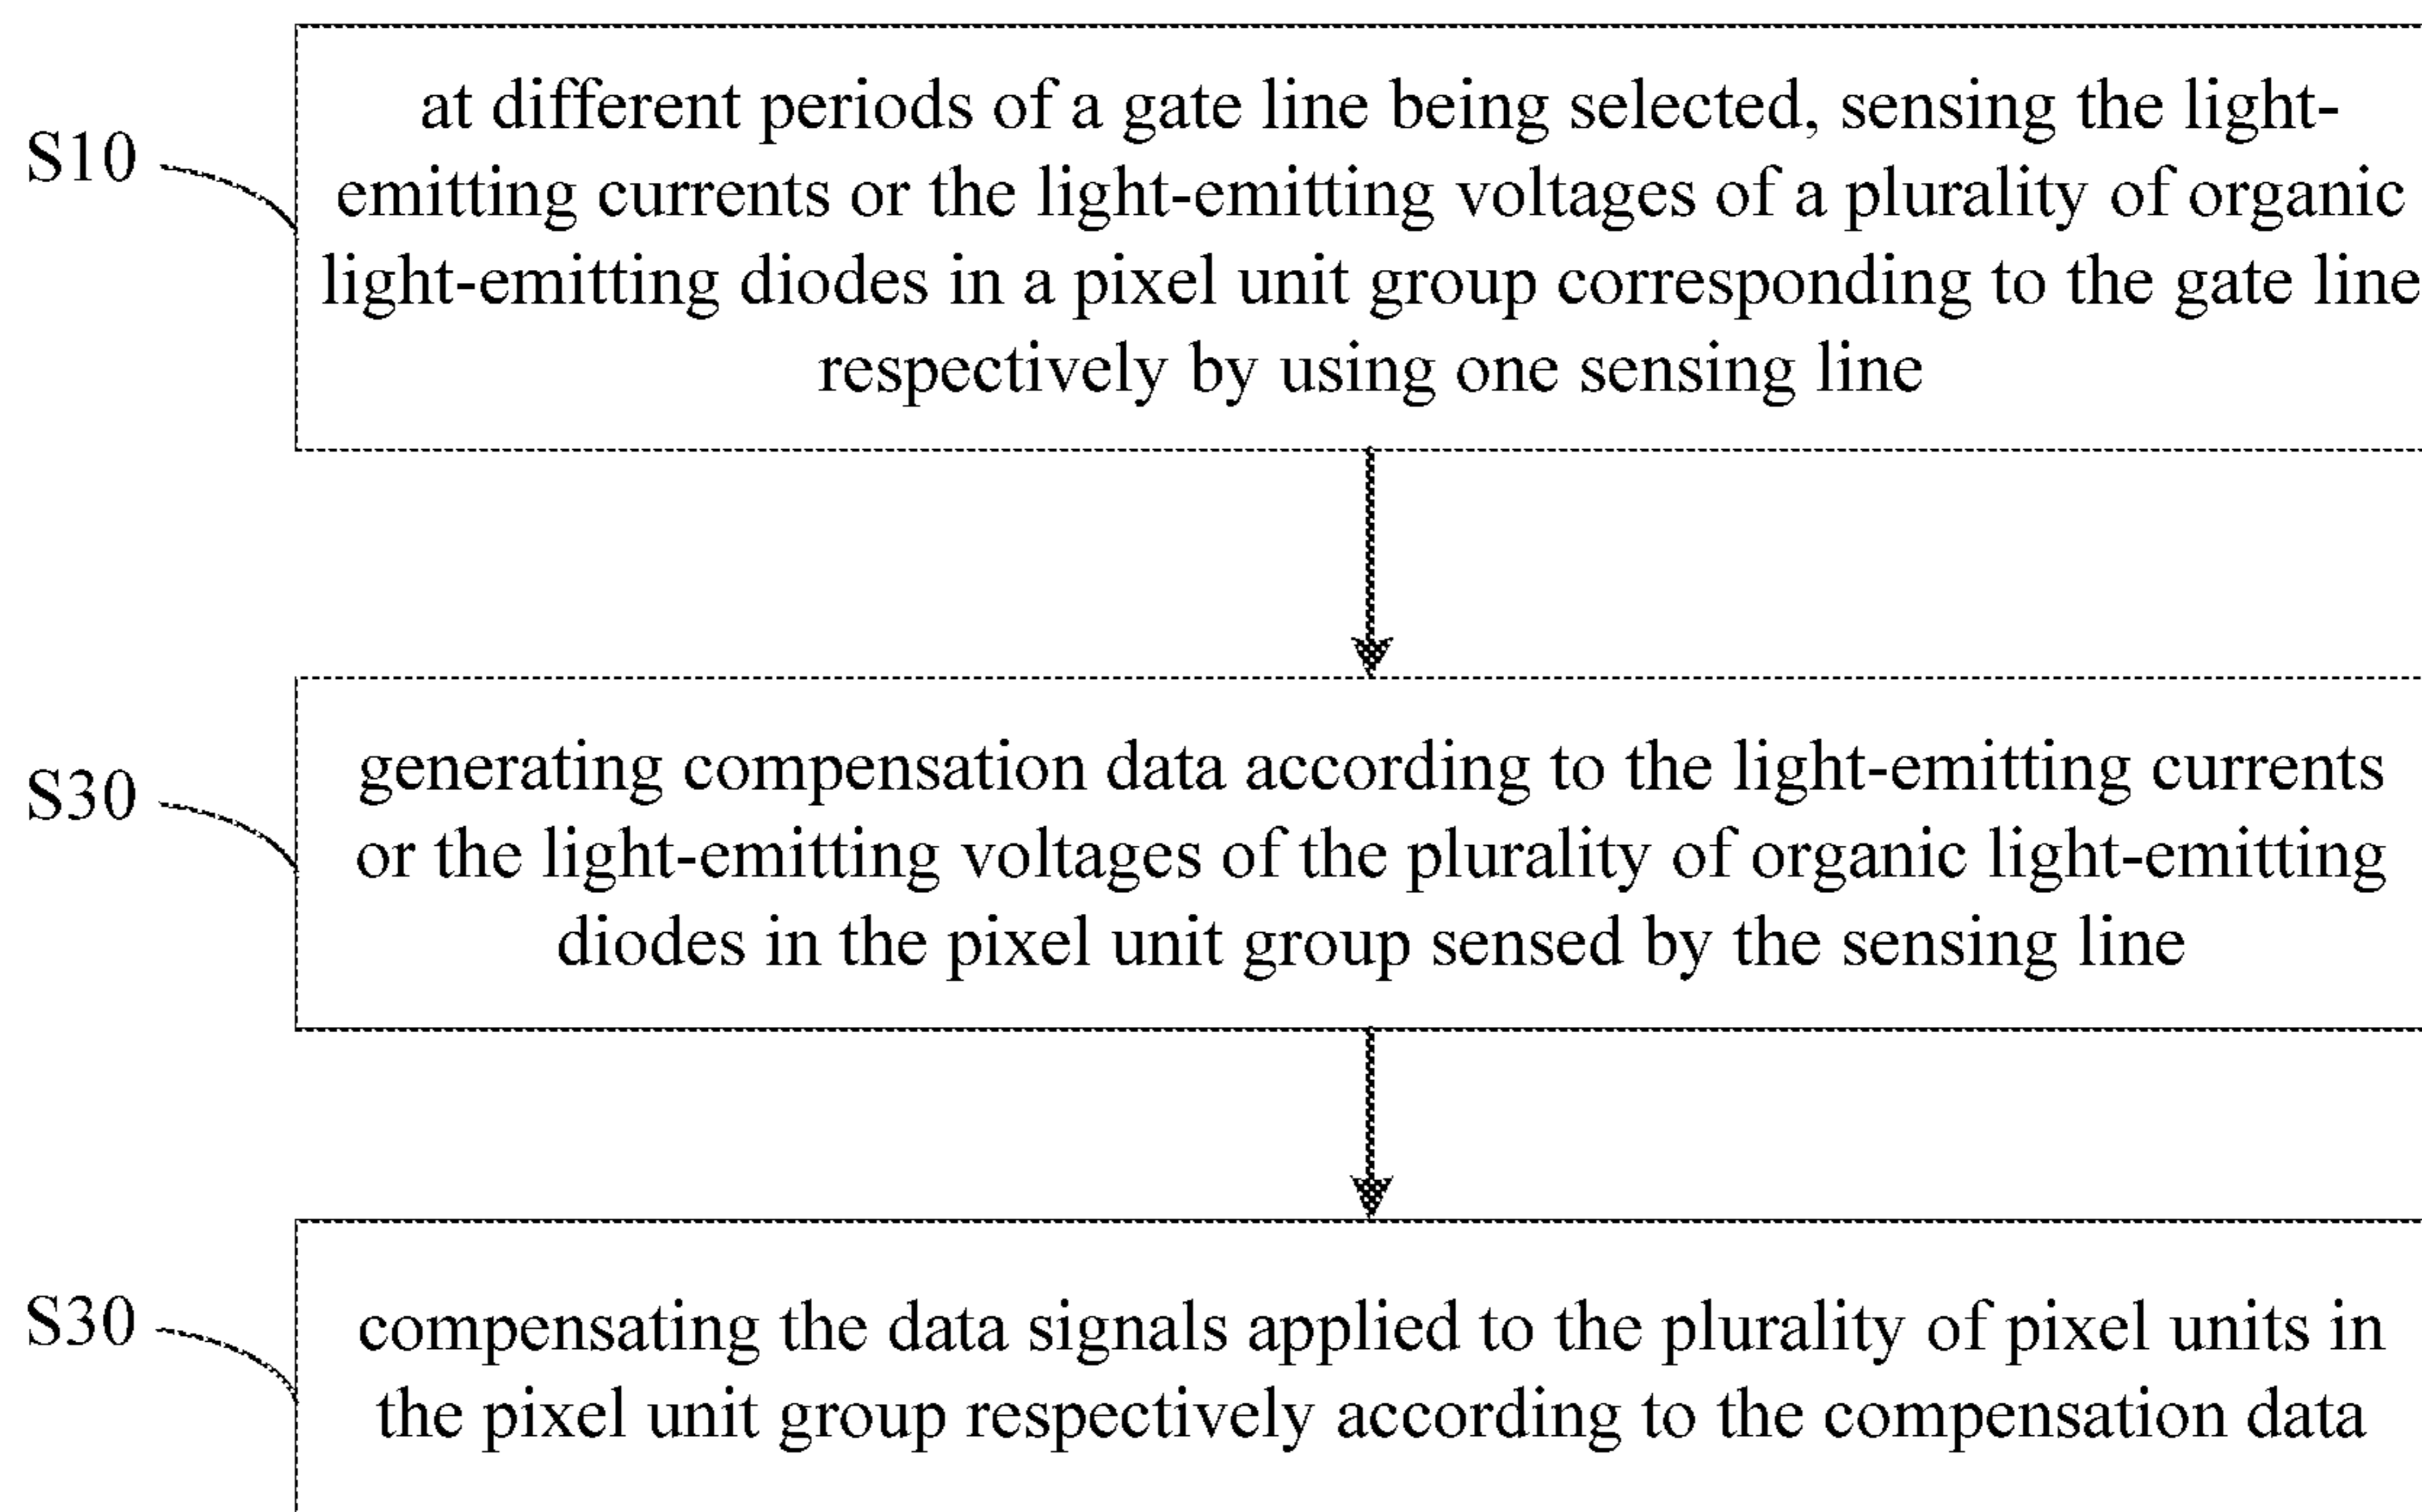 at different periods of a gate line being selected, sensing the light-
S10
emitting currents or the light-emitting voltages of a plurality of organic
light-emitting diodes in a pixel unit group corresponding to the gate line
respectively by using one sensing line
generating compensation data according to the light-emitting currents
S30
or the light-emitting voltages of the plurality of organic light-emitting
diodes in the pixel unit group sensed by the sensing line
S30
compensating the data signals applied to the plurality of pixel units in
the pixel unit group respectively according to the compensation data